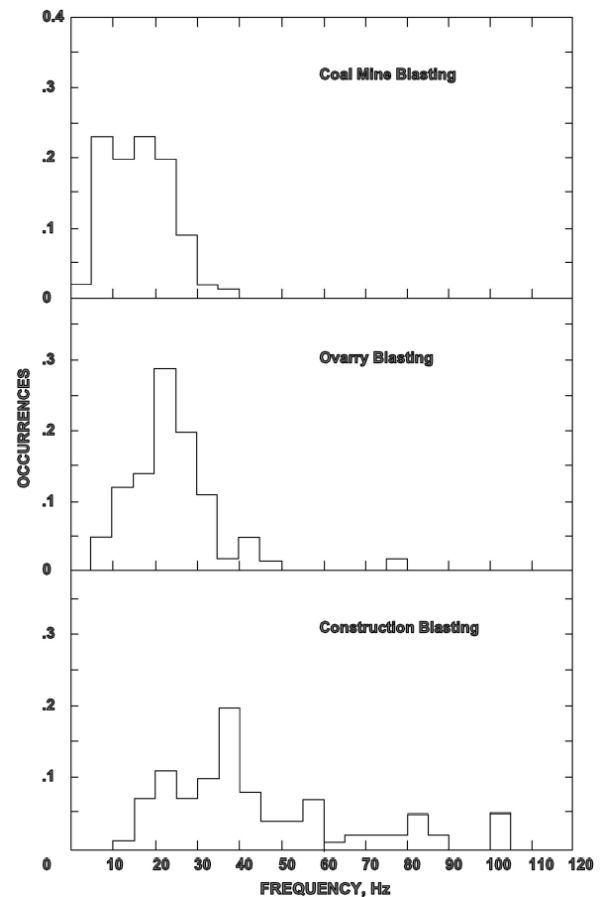 0.4
Coal Mine Blasting
.3
.2
.1
0
Ovarry Blasting
.3
.2
.1
0
OCCURRENCES
Construction Blasting
.3
.2
.1
0 10 20 30 40 50 60 70 80 90 100 110 120
FREQUENCY, Hz